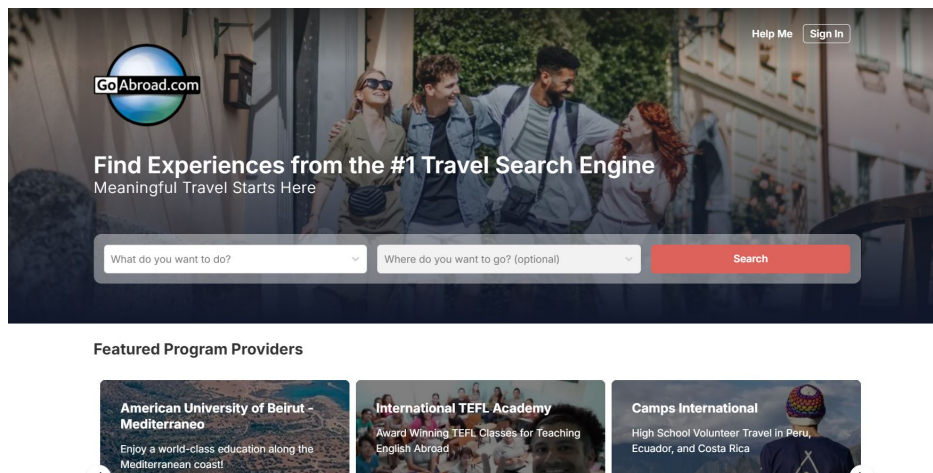 Help Me
Sign In
GoAbroad.com
Find Experiences from the #1 Travel Search Engine
Meaningful Travel Starts Here
What do you want to do?
Where do you want to go? (optional)
Search
Featured Program Providers
American University of Beirut -
Mediterraneo
Enjoy a world-class education along the
Mediterranean coast!
International TEFL Academy
Award Winning TEFL Classes for Teaching
English Abroad
Camps International
High School Volunteer Travel in Peru,
Ecuador, and Costa Rica